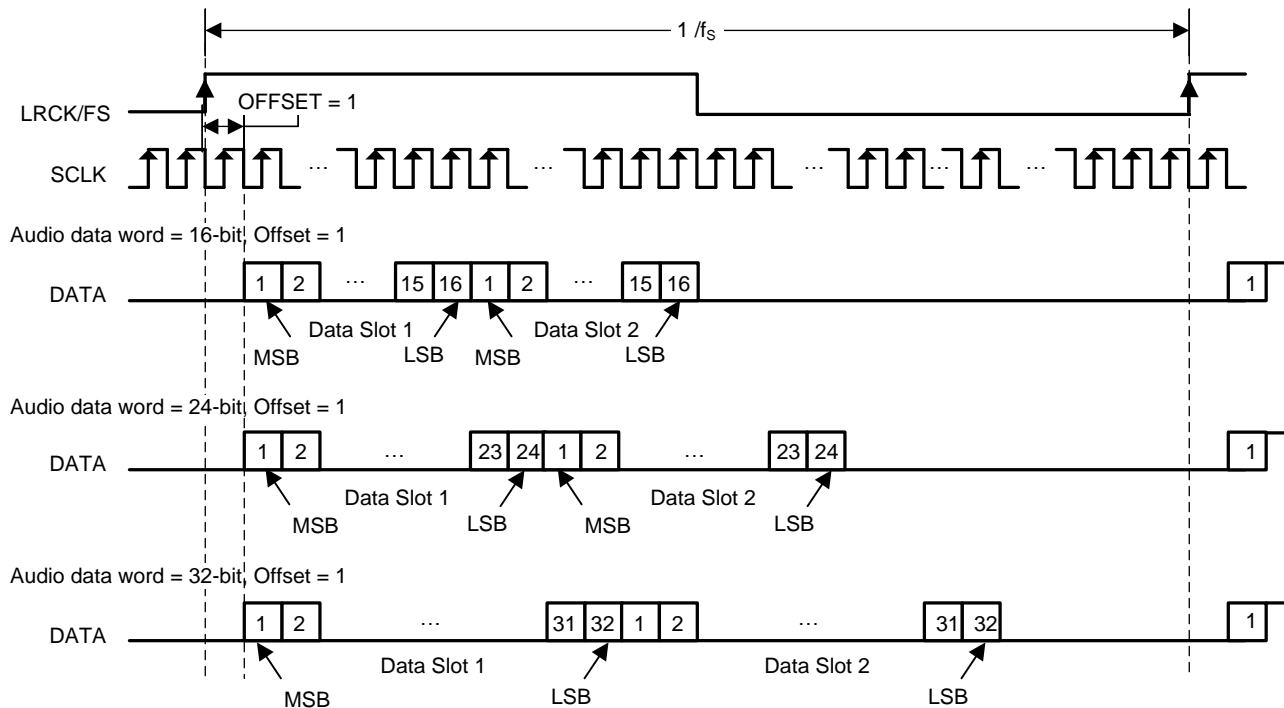 1 /fS
OFFSET = 1
LRCK/FS
SCLK
... ... ... ... ...
Audio data word = 16-bit, Offset = 1
DATA
1 2 ... 15 16 1 2 ... 15 16 1
Data Slot 1 Data Slot 2
MSB LSB MSB LSB
Audio data word = 24-bit, Offset = 1
DATA
1 2 ... 23 24 1 2 ... 23 24 1
Data Slot 1 Data Slot 2
MSB LSB MSB LSB
Audio data word = 32-bit, Offset = 1
DATA
1 2 ... 31 32 1 2 ... 31 32 1
Data Slot 1 Data Slot 2
MSB LSB LSB